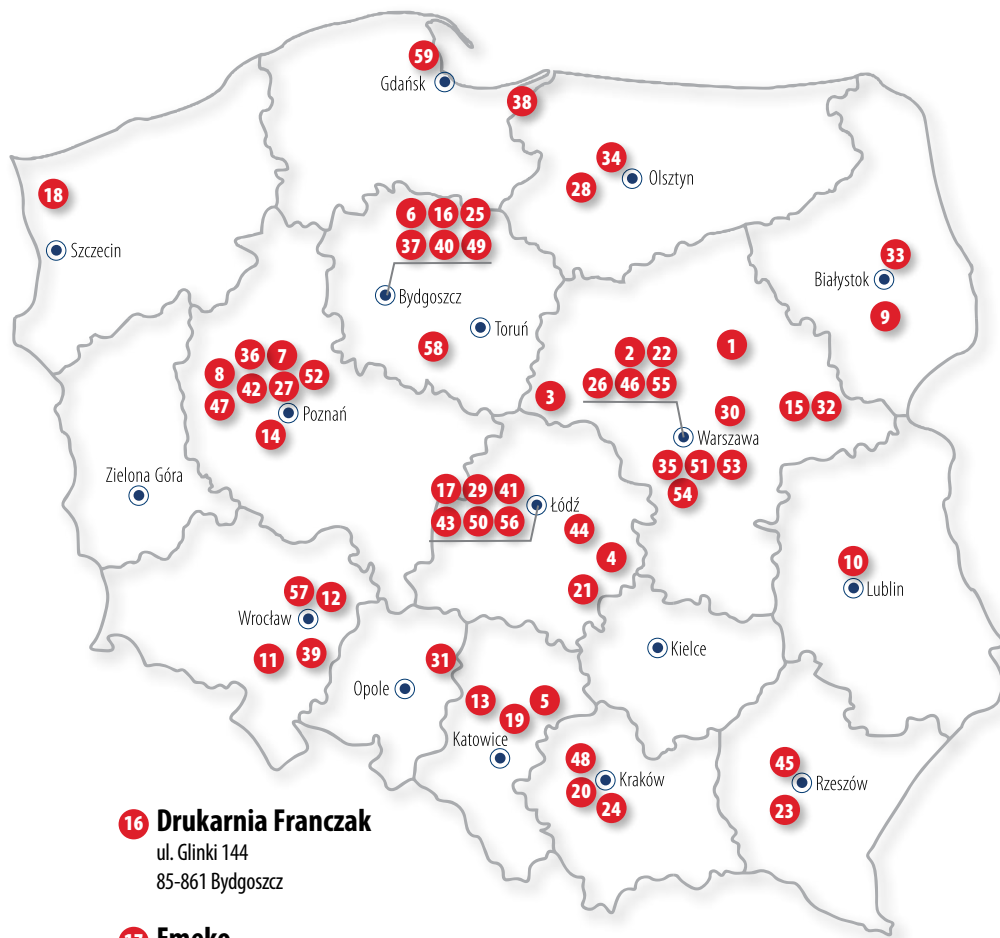 59
Gdańsk
38
34
28
Olsztyn
18
Szczecin
6 16 25
37 40 49
Bydgoszcz
Toruń
58
33
Białystok
9
1
2 22
26 46 55
3
30
15 32
Warszawa
35 51 53
54
36 7
8 42 27 52
47
Poznań
14
Zielona Góra
17 29 41
43 50 56
Łódź
44
4
21
10
Lublin
57 12
Wrocław
11 39
Kielce
31
Opole
13 5
19
Katowice
48
Kraków
20
24
45
Rzeszów
23
16 Drukarnia Franczak
ul. Glinki 144
85-861 Bydgoszcz
17 Emeko